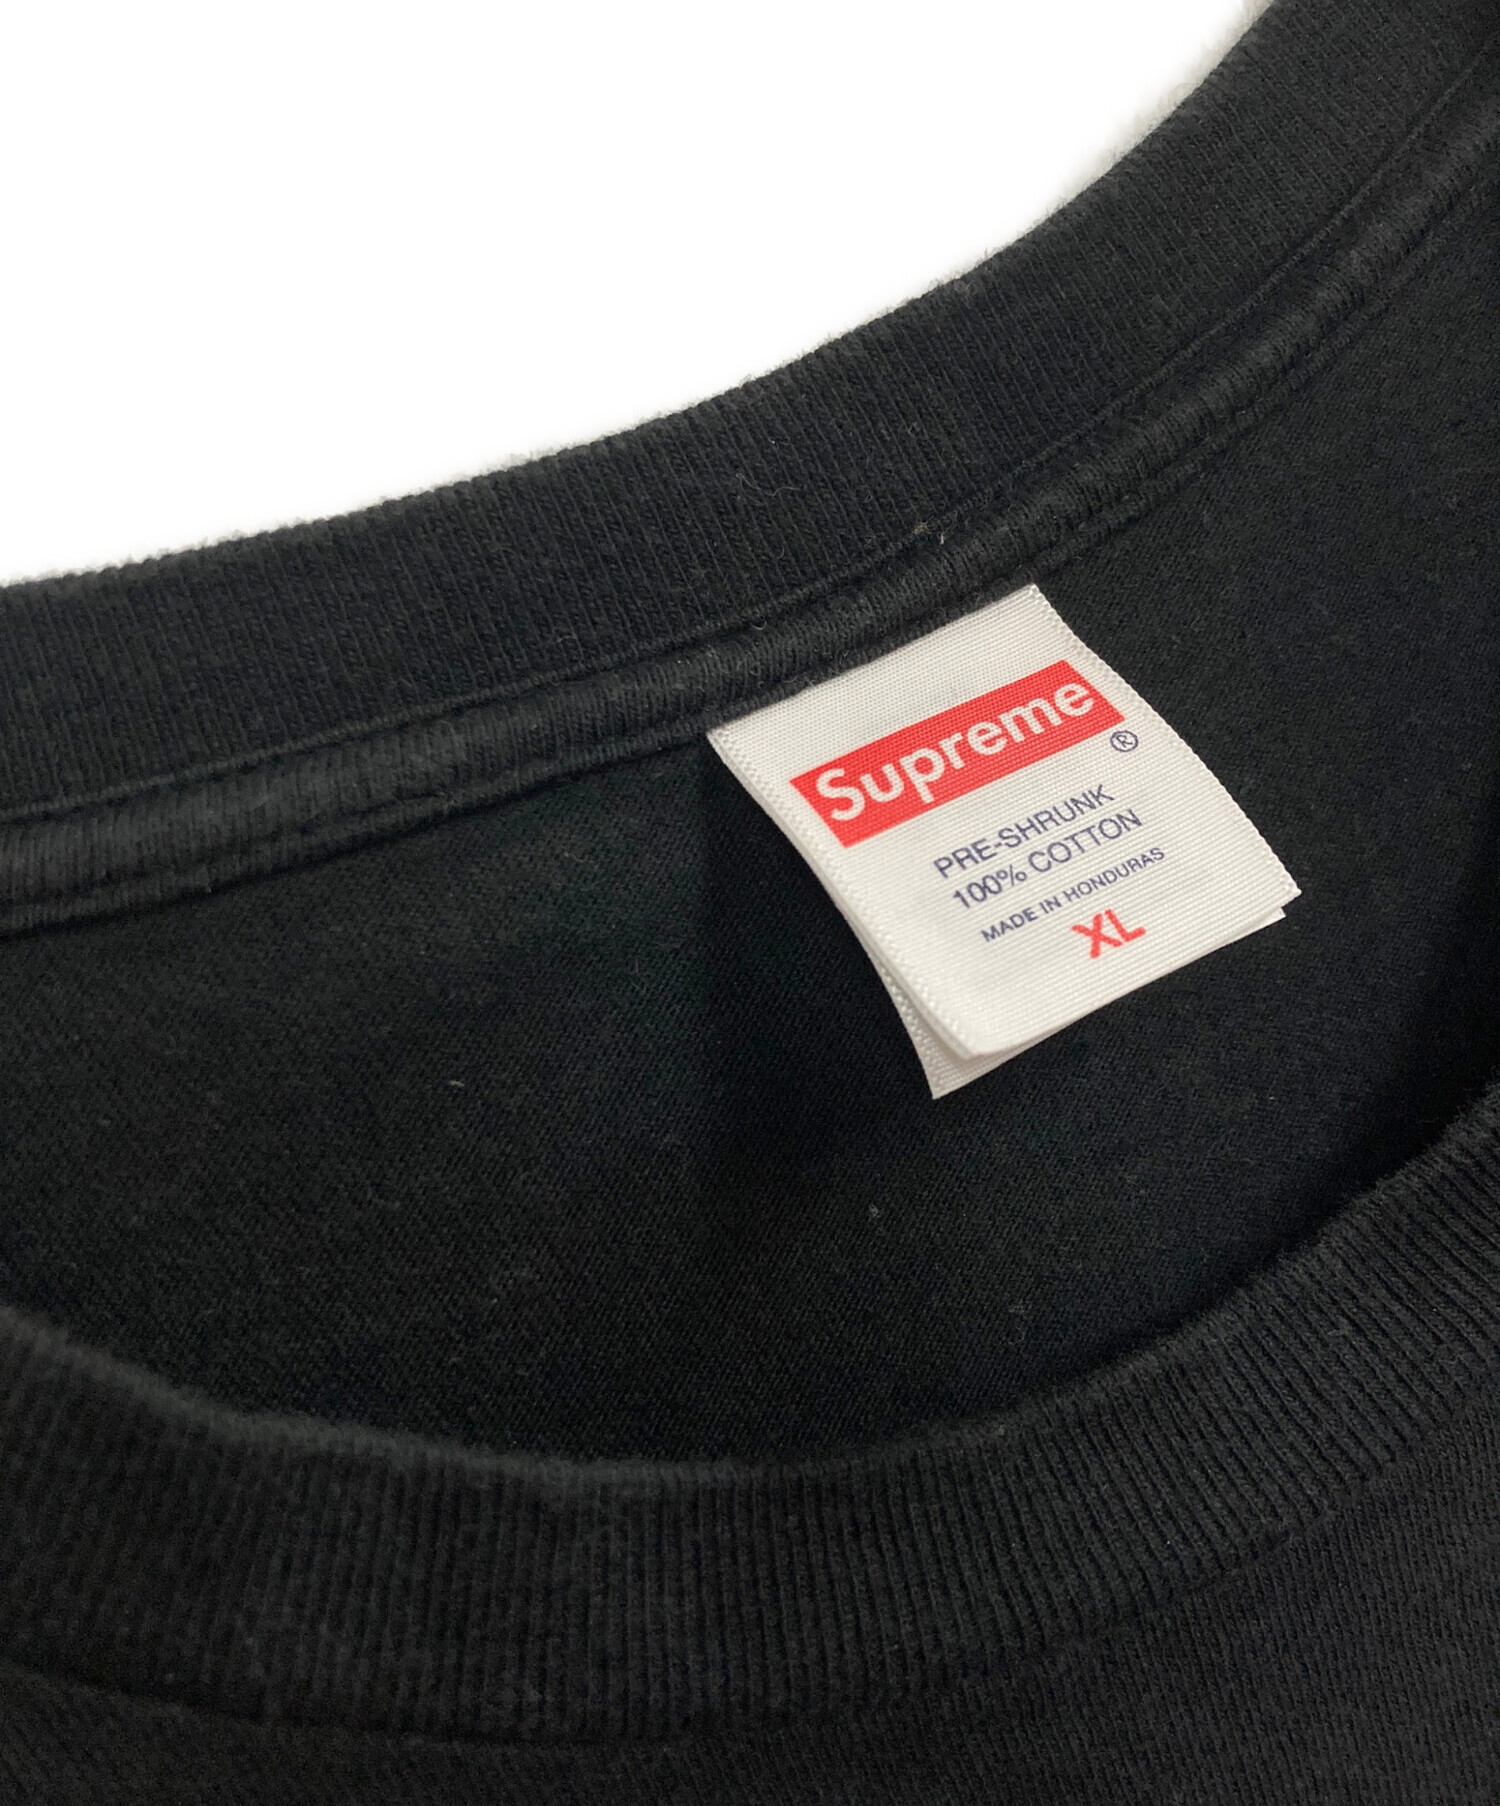 Supreme
®
PRE-SHRUNK
100% COTTON
MADE IN HONDURAS
XL